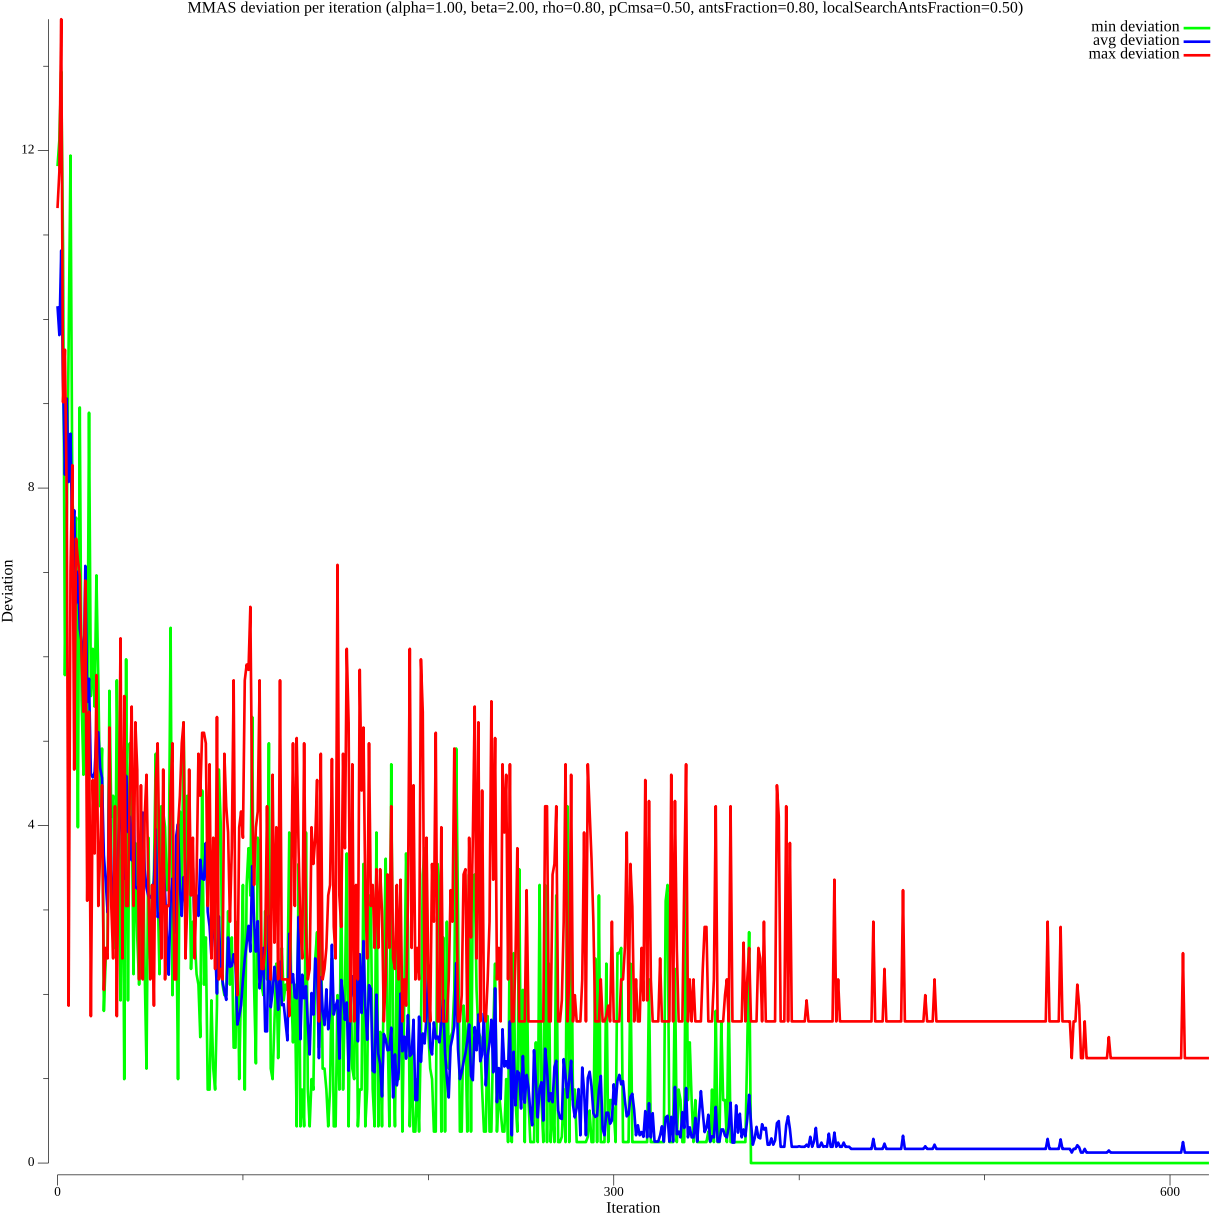 MMAS deviation per iteration (alpha=1.00, beta=2.00, rho=0.80, pCmsa=0.50, antsFraction=0.80, localSearchAntsFraction=0.50)
min deviation
avg deviation
max deviation
12
8
4
0
Deviation
0
300
600
Iteration